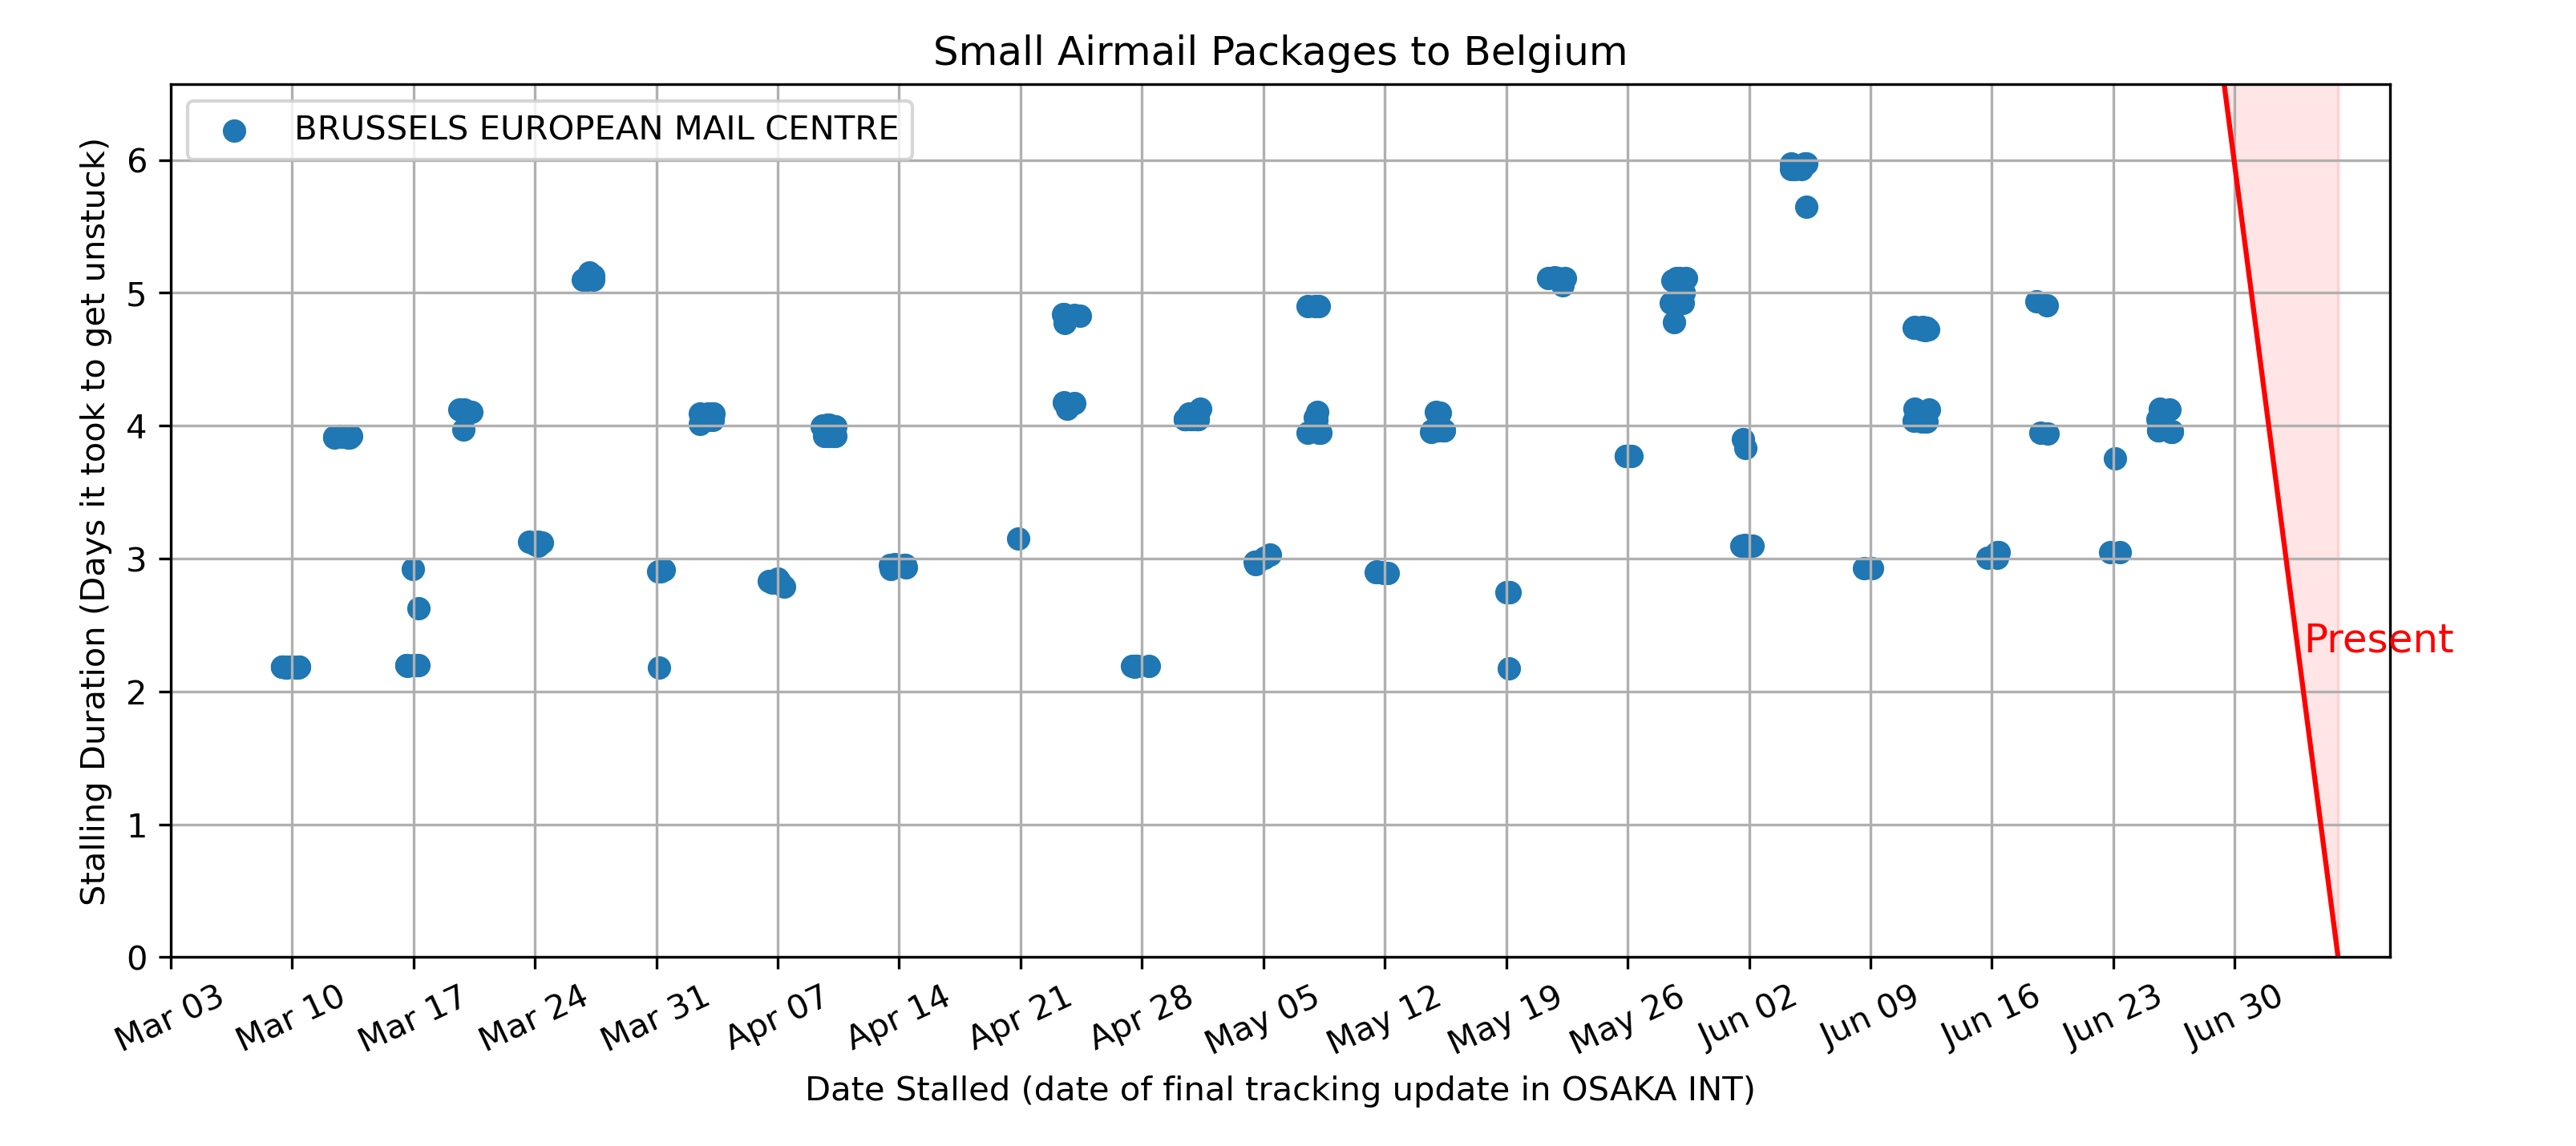 Small Airmail Packages to Belgium
BRUSSELS EUROPEAN MAIL CENTRE
Stalling Duration (Days it took to get unstuck)
6
5
4
3
2
1
0
Present
Mar 03
Mar 10
Mar 17
Mar 24
Mar 31
Apr 07
Apr 14
Apr 21
Apr 28
May 05
May 12
May 19
May 26
Jun 02
Jun 09
Jun 16
Jun 23
Jun 30
Date Stalled (date of final tracking update in OSAKA INT)